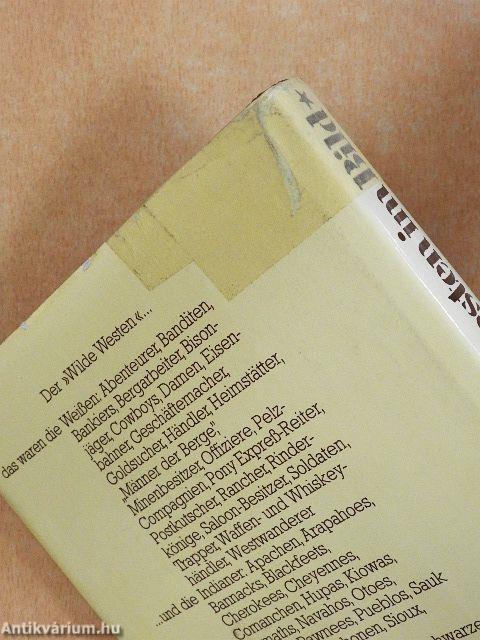 Bild★
sten im
Der »Wilde Westen«...
das waren die Weißen: Abenteurer, Banditen,
Bankiers, Bergarbeiter, Bison-
jäger, Cowboys, Damen, Eisen-
bahner, Geschäftemacher,
Goldsucher, Händler, Heimstätter,
„Männer der Berge",
Minenbesitzer, Offiziere, Pelz-
Compagnien, Pony Expreß-Reiter,
Postkutscher, Rancher, Rinder-
könige, Saloon-Besitzer, Soldaten,
Trapper, Waffen- und Whiskey-
händler, Westwanderer
...und die Indianer: Apachen, Arapahoes,
Bannacks, Blackfeets,
Cherokees, Cheyennes,
Comanchen, Hupas, Kiowas,
Navahos, Otoes,
Pawnees, Pueblos, Sauk
onen, Sioux,
Antikvárium.hu